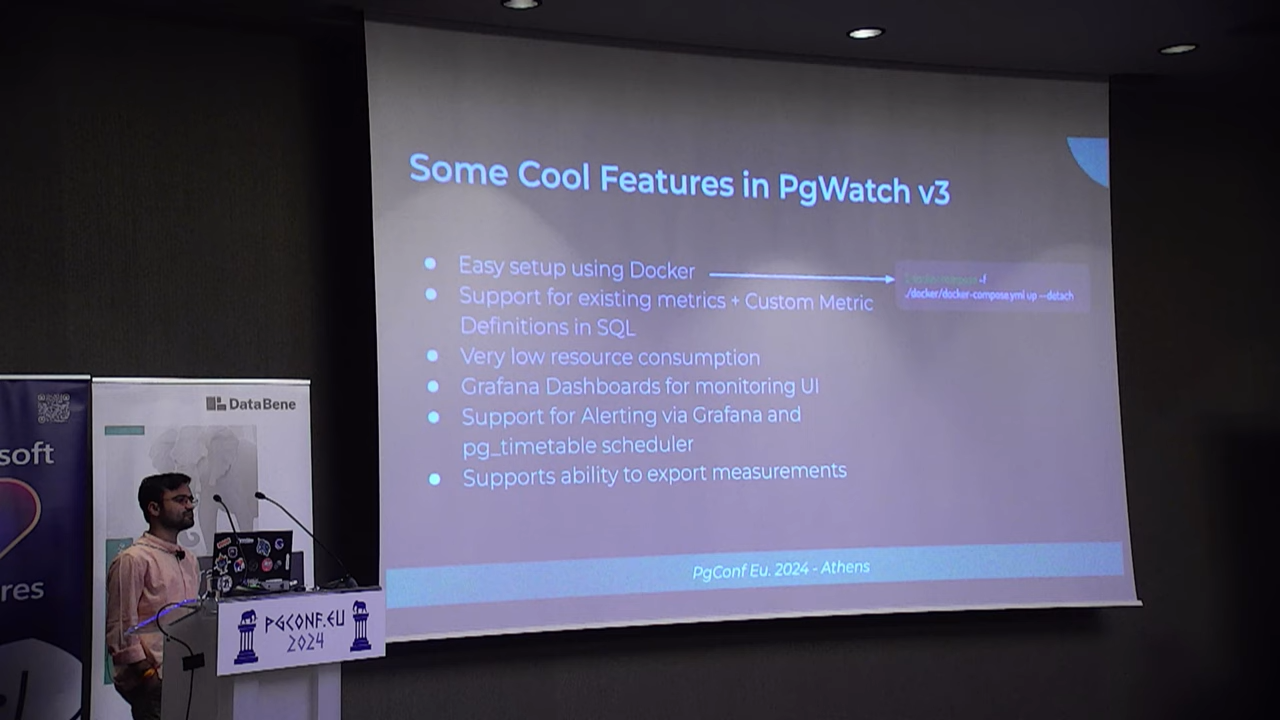 Some Cool Features in PgWatch v3
Easy setup using Docker
-f
./docker/docker-compose.yml up --detach
Support for existing metrics + Custom Metric
Definitions in SQL
Very low resource consumption
Grafana Dashboards for monitoring UI
Support for Alerting via Grafana and
pg_timetable scheduler
Supports ability to export measurements
PgConf Eu. 2024 - Athens
DataBene
soft
res
PGCONF.EU
2024